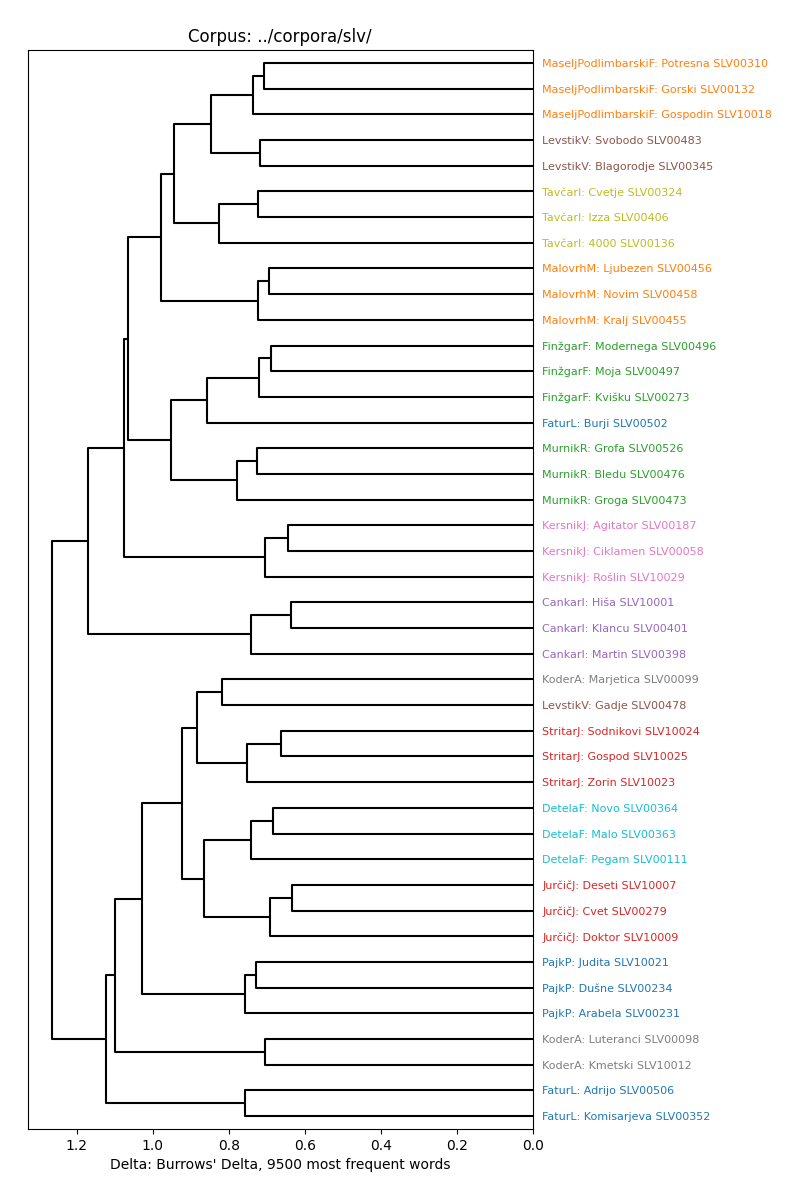 Corpus: ../corpora/slv/
MaseljPodlimbarskiF: Potresna SLV00310
MaseljPodlimbarskiF: Gorski SLV00132
MaseljPodlimbarskiF: Gospodin SLV10018
LevstikV: Svobodo SLV00483
LevstikV: Blagorodje SLV00345
TavčarI: Cvetje SLV00324
TavčarI: Izza SLV00406
TavčarI: 4000 SLV00136
MalovrhM: Ljubezen SLV00456
MalovrhM: Novim SLV00458
MalovrhM: Kralj SLV00455
FinžgarF: Modernega SLV00496
FinžgarF: Moja SLV00497
FinžgarF: Kvišku SLV00273
FaturL: Burji SLV00502
MurnikR: Grofa SLV00526
MurnikR: Bledu SLV00476
MurnikR: Groga SLV00473
KersnikJ: Agitator SLV00187
KersnikJ: Ciklamen SLV00058
KersnikJ: Rošlin SLV10029
CankarI: Hiša SLV10001
CankarI: Klancu SLV00401
CankarI: Martin SLV00398
KoderA: Marjetica SLV00099
LevstikV: Gadje SLV00478
StritarJ: Sodnikovi SLV10024
StritarJ: Gospod SLV10025
StritarJ: Zorin SLV10023
DetelaF: Novo SLV00364
DetelaF: Malo SLV00363
DetelaF: Pegam SLV00111
JurčičJ: Deseti SLV10007
JurčičJ: Cvet SLV00279
JurčičJ: Doktor SLV10009
PajkP: Judita SLV10021
PajkP: Dušne SLV00234
PajkP: Arabela SLV00231
KoderA: Luteranci SLV00098
KoderA: Kmetski SLV10012
FaturL: Adrijo SLV00506
FaturL: Komisarjeva SLV00352
1.2 1.0 0.8 0.6 0.4 0.2 0.0
Delta: Burrows' Delta, 9500 most frequent words